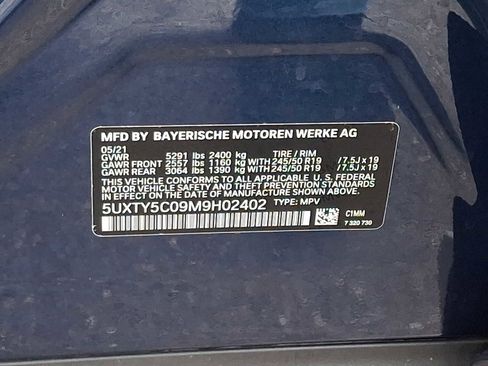 MFD BY BAYERISCHE MOTOREN WERKE AG
05/21
GVWR 5291 lbs 2400 kg TIRE / RIM
GAWR FRONT 2557 lbs 1160 kg WITH 245/50 R19 /7.5J x 19
GAWR REAR 3064 lbs 1390 kg WITH 245/50 R19 /7.5J x 19
THIS VEHICLE CONFORMS TO ALL APPLICABLE U.S. FEDERAL
MOTOR VEHICLE SAFETY, BUMPER, AND THEFT PREVENTION STANDARDS
IN EFFECT ON THE DATE OF MANUFACTURE SHOWN ABOVE.
5UXTY5C09M9H02402 TYPE: MPV
C1MM
7 320 730